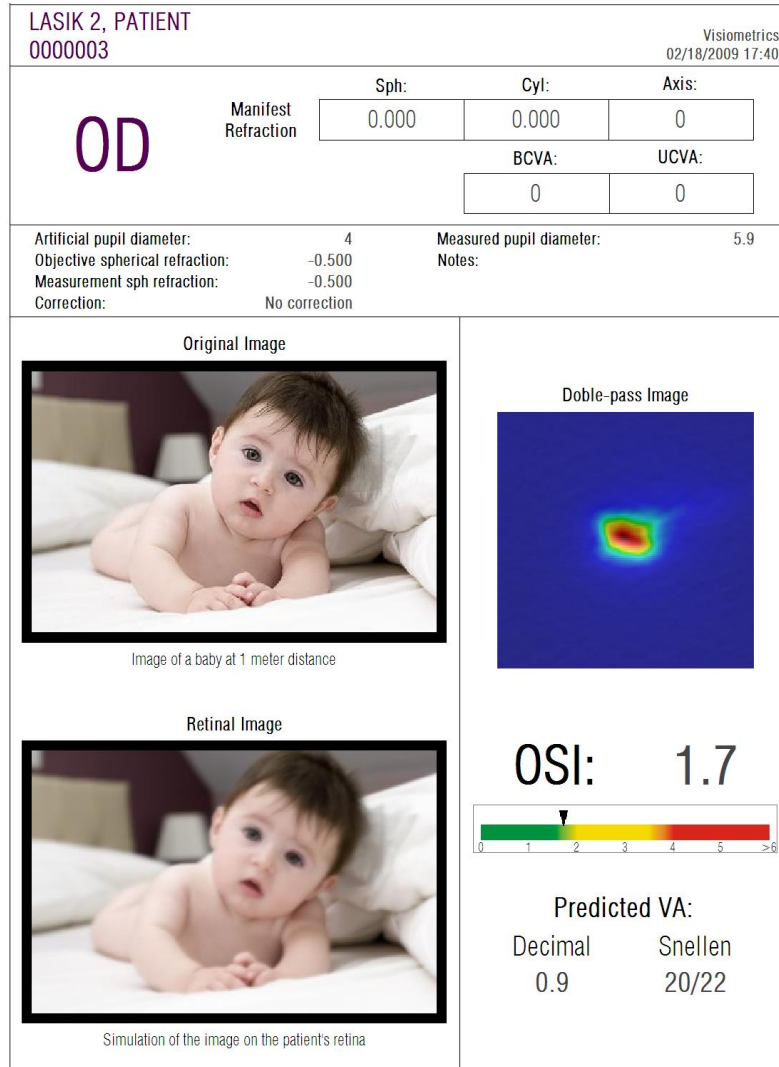 LASIK 2, PATIENT
0000003
Visiometrics
02/18/2009 17:40
OD
Manifest
Refraction
Sph: Cyl: Axis:
0.000 0.000 0
BCVA: UCVA:
0 0
Artificial pupil diameter: 4
Objective spherical refraction: -0.500
Measurement sph refraction: -0.500
Correction: No correction
Measured pupil diameter: 5.9
Notes:
Original Image
Image of a baby at 1 meter distance
Retinal Image
Simulation of the image on the patient's retina
Doble-pass Image
OSI: 1.7
0 1 2 3 4 5 >6
Predicted VA:
Decimal Snellen
0.9 20/22